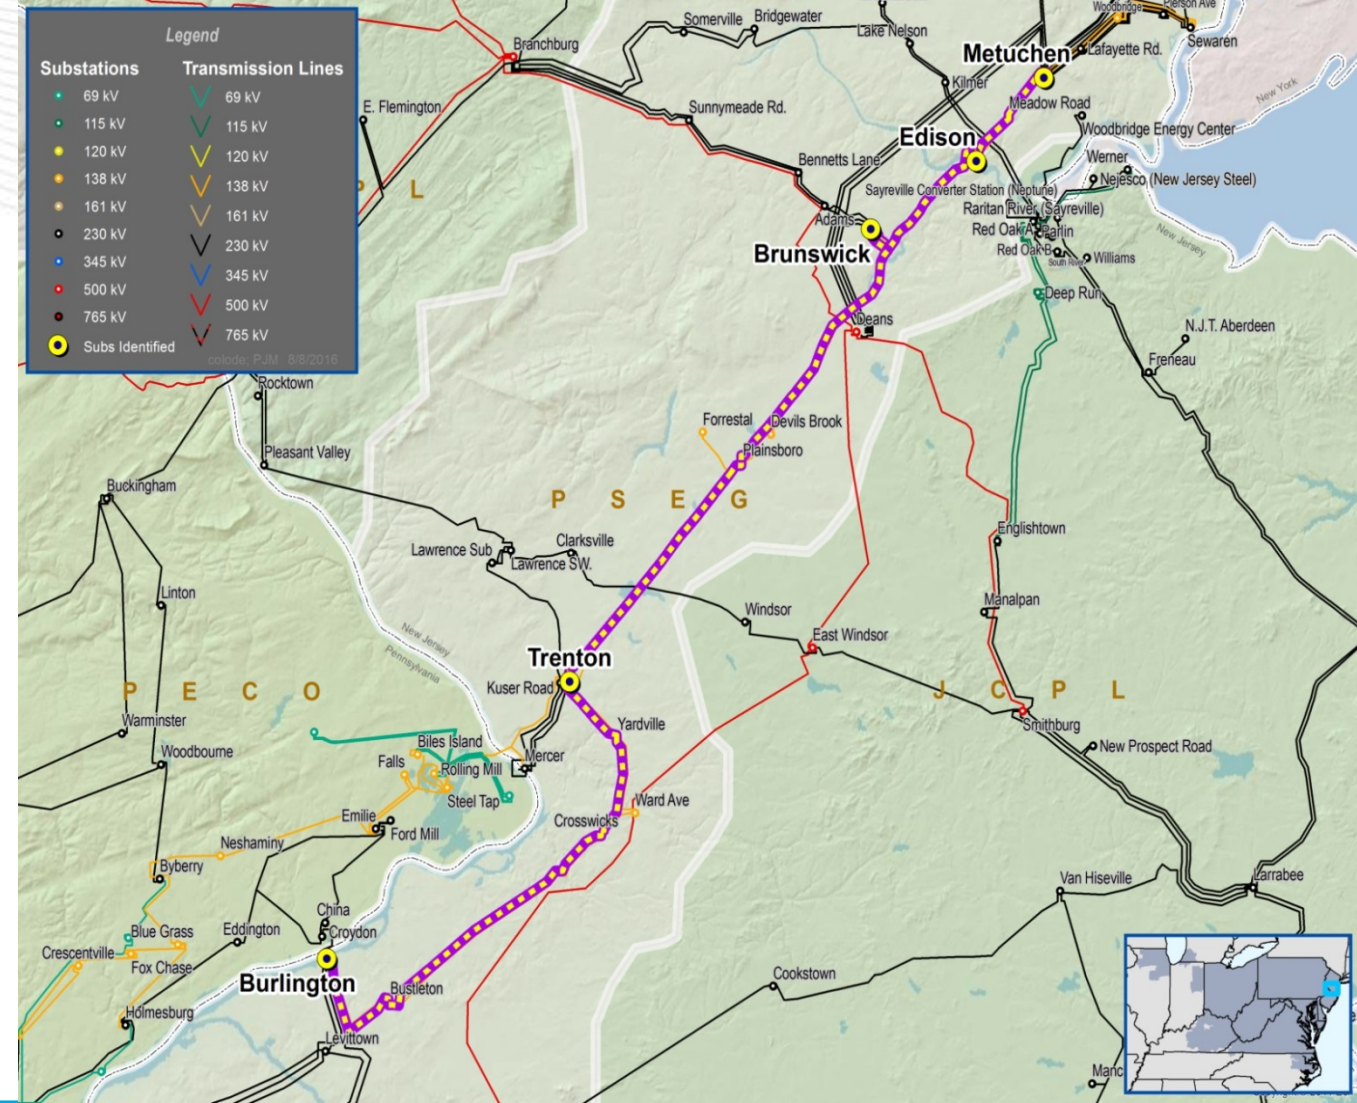 Legend
Substations
Transmission Lines
69 kV
69 kV
115 kV
115 kV
120 kV
120 kV
138 kV
138 kV
161 kV
161 kV
230 kV
230 kV
345 kV
345 kV
500 kV
500 kV
765 kV
765 kV
Subs Identified
colode: PJM 8/8/2016
P L
Somerville
Bridgewater
Lake Nelson
Woodbridge
Pierson Ave
Sewaren
Branchburg
Metuchen
Lafayette Rd.
Kilmer
E. Flemington
Sunnymeade Rd.
Meadow Road
New York
Edison
Woodbridge Energy Center
Bennetts Lane
Werner
Sayreville Converter Station (Neptune)
Nejesco (New Jersey Steel)
Raritan River (Sayreville)
Adams
Red Oak A
Parlin
Brunswick
Red Oak B
South River
Williams
New Jersey
Deans
Deep Run
N.J.T. Aberdeen
Freneau
Rocktown
Forrestal
Devils Brook
Plainsboro
Pleasant Valley
Buckingham
P S E G
Englishtown
Lawrence Sub
Clarksville
Lawrence SW.
Linton
Manalpan
Windsor
East Windsor
New Jersey
Pennsylvania
Trenton
Kuser Road
P E C O
J C P L
Warminster
Yardville
Smithburg
Woodbourne
Biles Island
Mercer
New Prospect Road
Falls
Rolling Mill
Steel Tap
Ward Ave
Emilie
Crosswicks
Ford Mill
Neshaminy
Byberry
Van Hiseville
Larrabee
China
Blue Grass
Eddington
Croydon
Crescentville
Fox Chase
Cookstown
Burlington
Bustleton
Holmesburg
Levittown
Manc